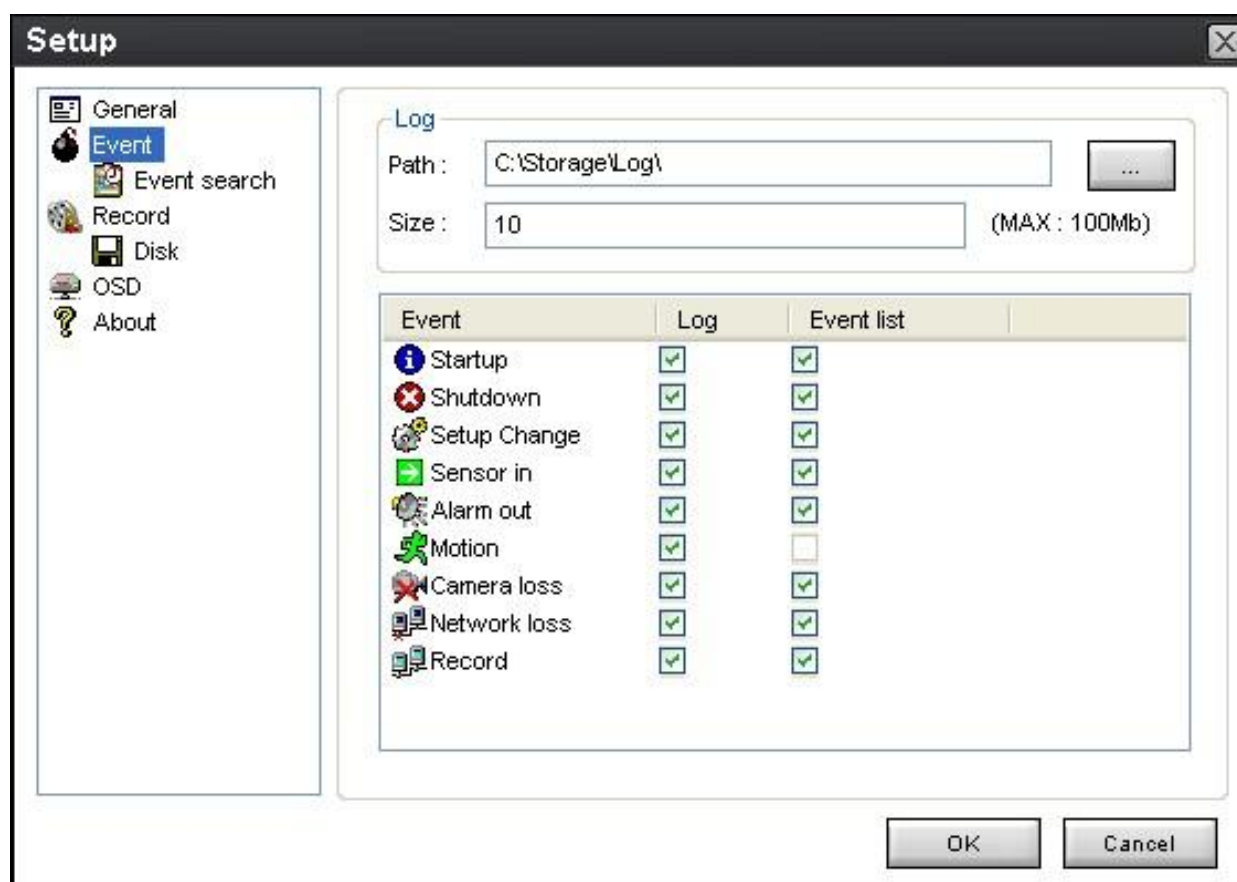 Setup
General
Event
Event search
Record
Disk
OSD
About
Log
Path : C:\Storage\Log\ ...
Size : 10 (MAX : 100Mb)
Event Log Event list
Startup
Shutdown
Setup Change
Sensor in
Alarm out
Motion
Camera loss
Network loss
Record
OK Cancel